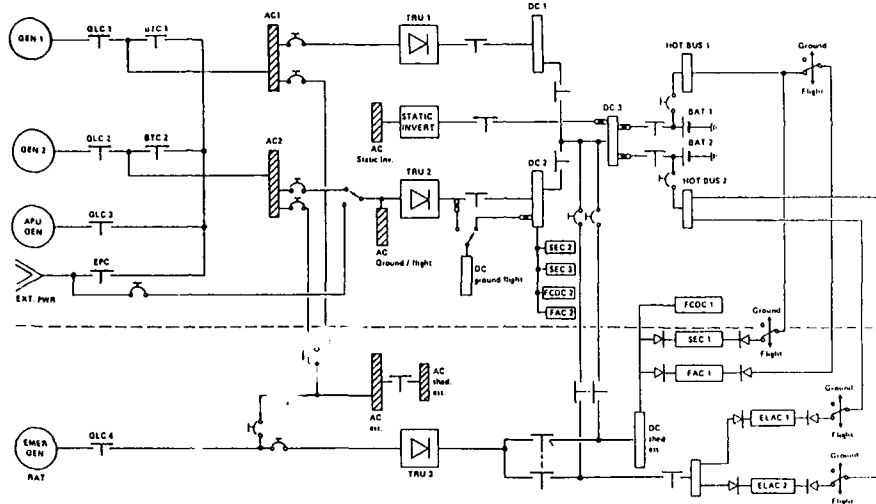 GEN 1
GLC 1
BTC 1
AC1
TRU 1
DC 1
HOT BUS 1
Ground
Flight
AC
Static Inv.
STATIC
INVERT
DC 3
BAT 1
BAT 2
GEN 2
GLC 2
BTC 2
AC2
TRU 2
DC 2
HOT BUS 2
APU
GEN
GLC 3
AC
Ground / flight
DC
ground flight
SEC 2
SEC 3
FCDC 2
FAC 2
EXT. PWR
EPC
FCDC 1
SEC 1
Ground
Flight
FAC 1
AC
ess.
AC
shed.
ess.
EMER
GEN
RAT
GLC 4
TRU 3
DC
shed
ess
ELAC 1
Ground
Flight
ELAC 2
Ground
Flight